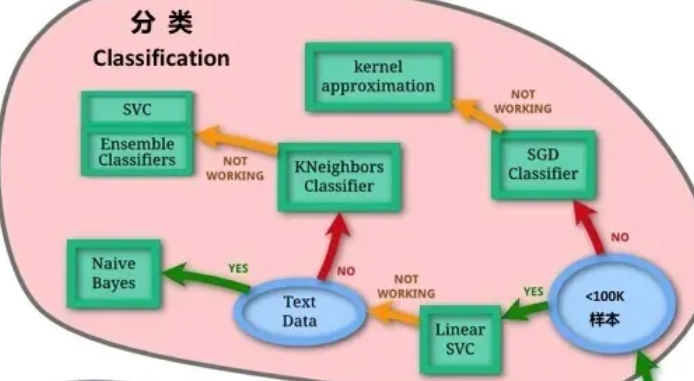 分 类
Classification
kernel
approximation
NOT
WORKING
SVC
Ensemble
Classifiers
NOT
WORKING
KNeighbors
Classifier
SGD
Classifier
NO
Naive
Bayes
YES
NO
Text
Data
NOT
WORKING
Linear
SVC
YES
<100K
样本